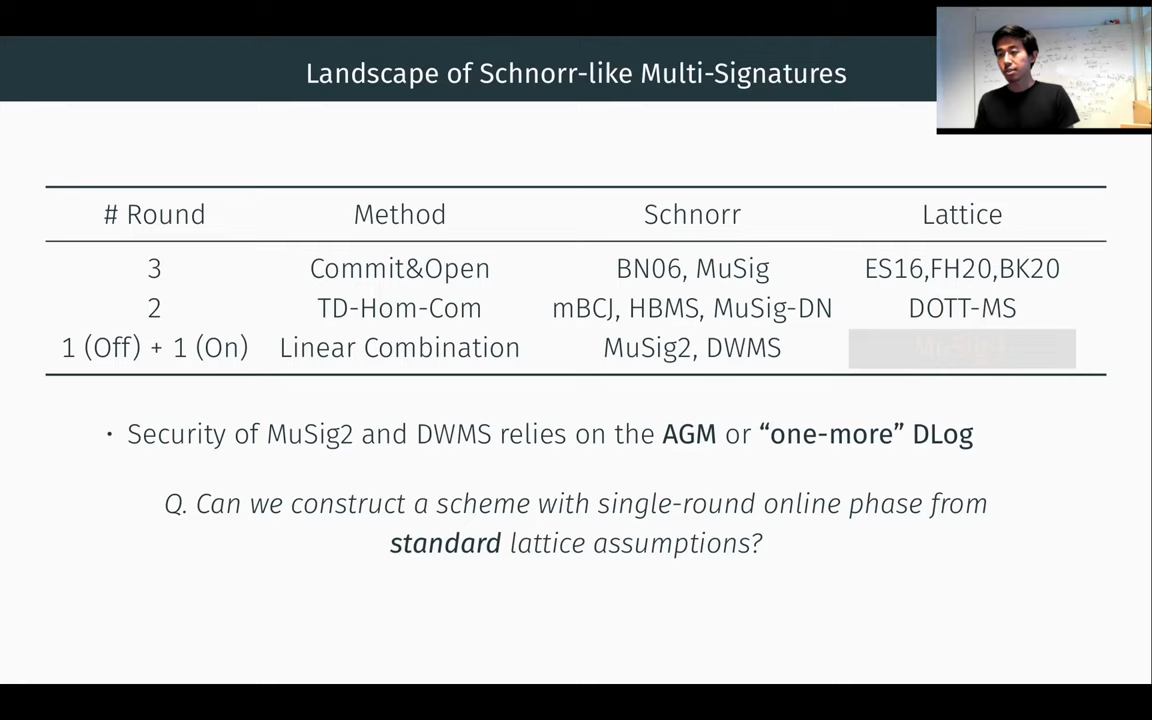 Landscape of Schnorr-like Multi-Signatures
# Round Method Schnorr Lattice
3 Commit&Open BN06, MuSig ES16,FH20,BK20
2 TD-Hom-Com mBCJ, HBMS, MuSig-DN DOTT-MS
1 (Off) + 1 (On) Linear Combination MuSig2, DWMS
· Security of MuSig2 and DWMS relies on the AGM or “one-more” DLog
Q. Can we construct a scheme with single-round online phase from
standard lattice assumptions?